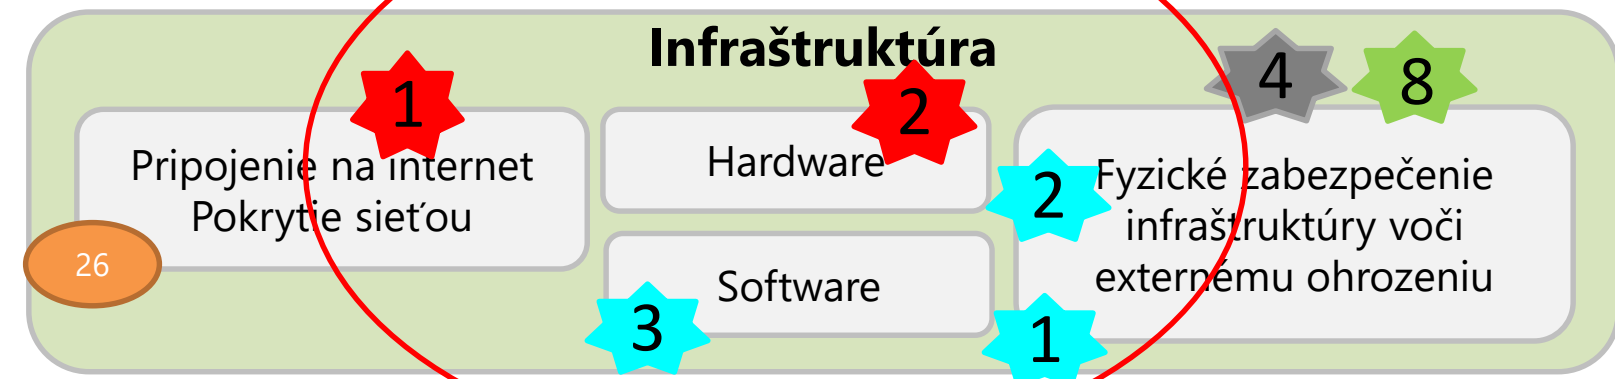 Infraštruktúra
4
8
1
2
Pripojenie na internet
Pokrytie sieťou
Hardware
2
Fyzické zabezpečenie
infraštruktúry voči
externému ohrozeniu
26
Software
3
1